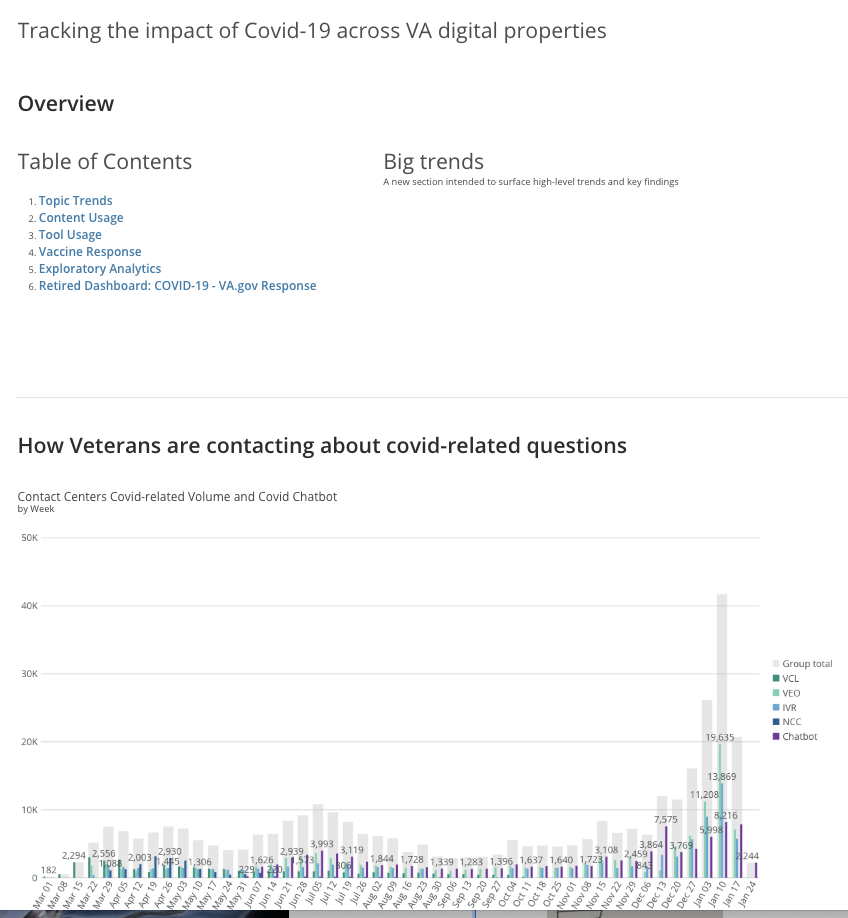 Tracking the impact of Covid-19 across VA digital properties
Overview
Table of Contents
1. Topic Trends
2. Content Usage
3. Tool Usage
4. Vaccine Response
5. Exploratory Analytics
6. Retired Dashboard: COVID-19 - VA.gov Response
Big trends
A new section intended to surface high-level trends and key findings
How Veterans are contacting about covid-related questions
Contact Centers Covid-related Volume and Covid Chatbot
by Week
50K
40K
30K
20K
10K
0
182
2,294
2,556
1,088
2,003
2,930
1,306
229
1,626
220
2,939
3,993
306
3,119
1,844
1,728
1,339
1,283
1,396
1,637
1,640
1,723
3,108
2,459
843
3,864
7,575
3,769
11,208
5,998
19,635
13,869
8,216
2,244
Mar 01
Mar 08
Mar 15
Mar 22
Mar 29
Apr 05
Apr 12
Apr 19
Apr 26
May 03
May 10
May 17
May 24
May 31
Jun 07
Jun 14
Jun 21
Jun 28
Jul 05
Jul 12
Jul 19
Jul 26
Aug 02
Aug 09
Aug 16
Aug 23
Aug 30
Sep 06
Sep 13
Sep 20
Sep 27
Oct 04
Oct 11
Oct 18
Oct 25
Nov 01
Nov 08
Nov 15
Nov 22
Nov 29
Dec 06
Dec 13
Dec 20
Dec 27
Jan 03
Jan 10
Jan 17
Jan 24
Group total
VCL
VEO
IVR
NCC
Chatbot